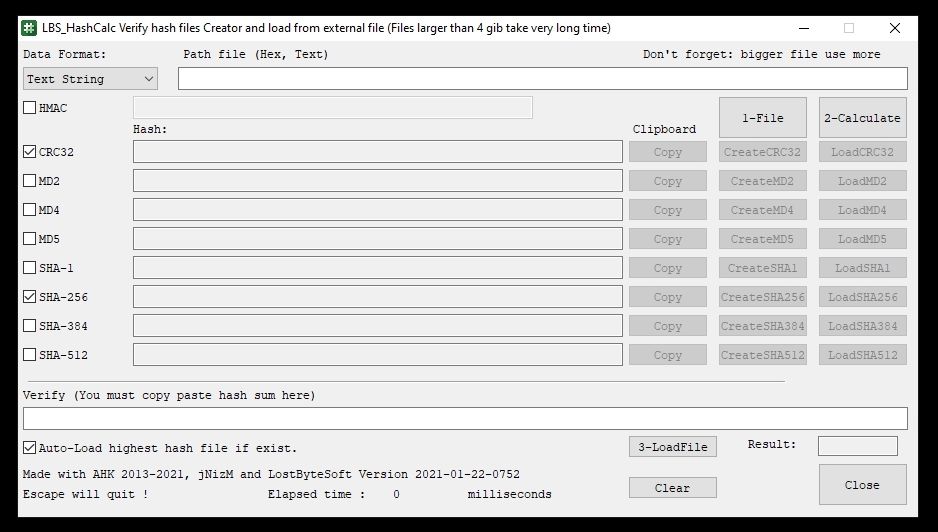 LBS_HashCalc Verify hash files Creator and load from external file (Files larger than 4 gib take very long time)
Data Format: Path file (Hex, Text) Don't forget: bigger file use more
Text String
HMAC 1-File 2-Calculate
Hash: Clipboard
CRC32 Copy CreateCRC32 LoadCRC32
MD2 Copy CreateMD2 LoadMD2
MD4 Copy CreateMD4 LoadMD4
MD5 Copy CreateMD5 LoadMD5
SHA-1 Copy CreateSHA1 LoadSHA1
SHA-256 Copy CreateSHA256 LoadSHA256
SHA-384 Copy CreateSHA384 LoadSHA384
SHA-512 Copy CreateSHA512 LoadSHA512
Verify (You must copy paste hash sum here)
Auto-Load highest hash file if exist. 3-LoadFile Result:
Made with AHK 2013-2021, jNizM and LostByteSoft Version 2021-01-22-0752
Escape will quit ! Elapsed time : 0 milliseconds Clear Close